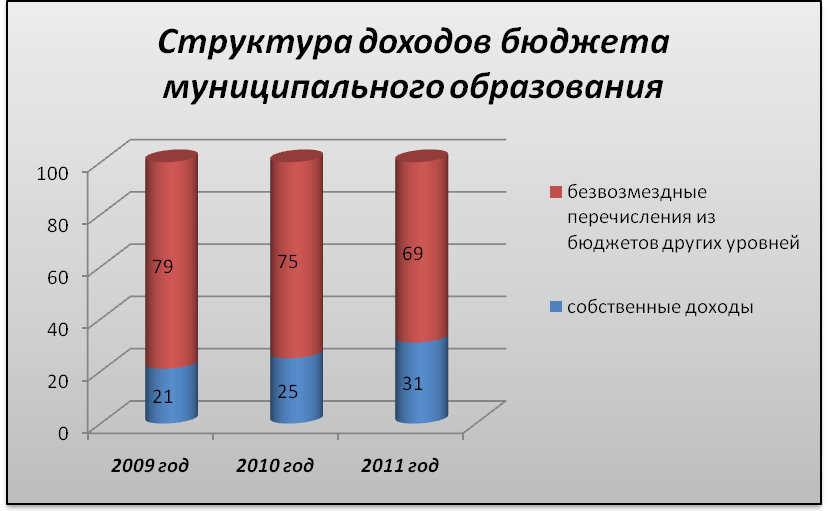 Структура доходов бюджета
муниципального образования
100
80
60
40
20
0
79
75
69
21
25
31
2009 год
2010 год
2011 год
безвозмездные
перечисления из
бюджетов других уровней
собственные доходы